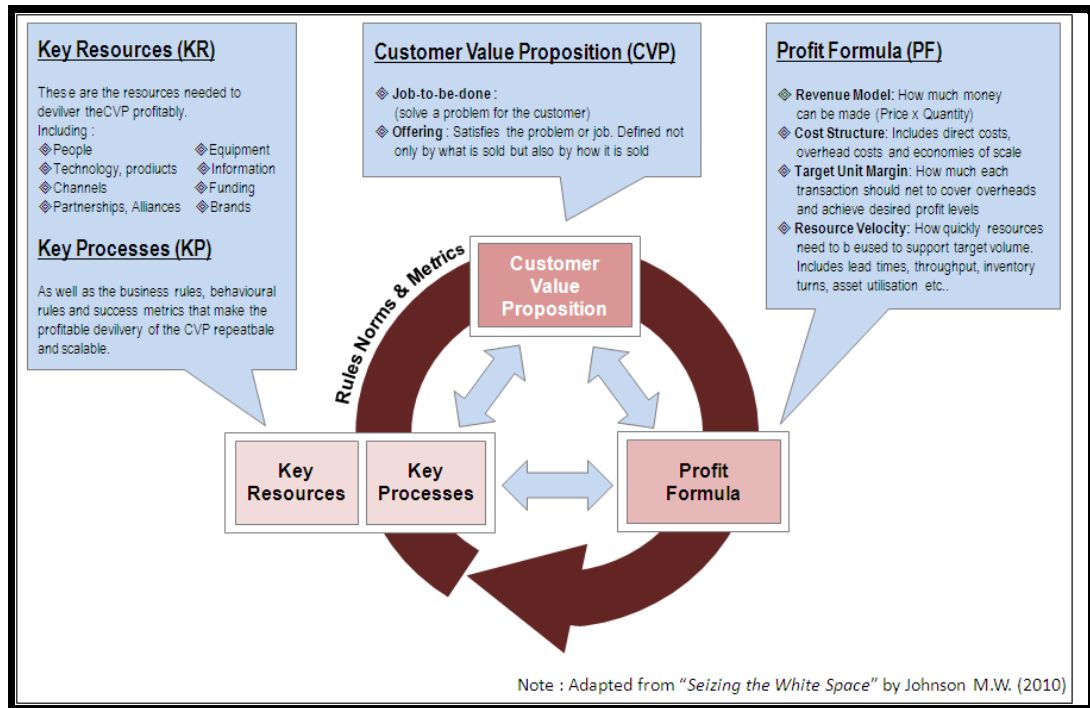 Key Resources (KR)
These are the resources needed to
devilver theCVP profitably.
Including :
People
Equipment
Technology, products
Information
Channels
Funding
Partnerships, Alliances
Brands
Key Processes (KP)
As well as the business rules, behavioural
rules and success metrics that make the
profitable devilvery of the CVP repeatbale
and scalable.
Customer Value Proposition (CVP)
Job-to-be-done :
(solve a problem for the customer)
Offering : Satisfies the problem or job. Defined not
only by what is sold but also by how it is sold
Profit Formula (PF)
Revenue Model: How much money
can be made (Price x Quantity)
Cost Structure: Includes direct costs,
overhead costs and economies of scale
Target Unit Margin: How much each
transaction should net to cover overheads
and achieve desired profit levels
Resource Velocity: How quickly resources
need to b eused to support target volume.
Includes lead times, throughput, inventory
turns, asset utilisation etc..
Rules Norms & Metrics
Customer
Value
Proposition
Key
Resources
Key
Processes
Profit
Formula
Note : Adapted from “Seizing the White Space” by Johnson M.W. (2010)